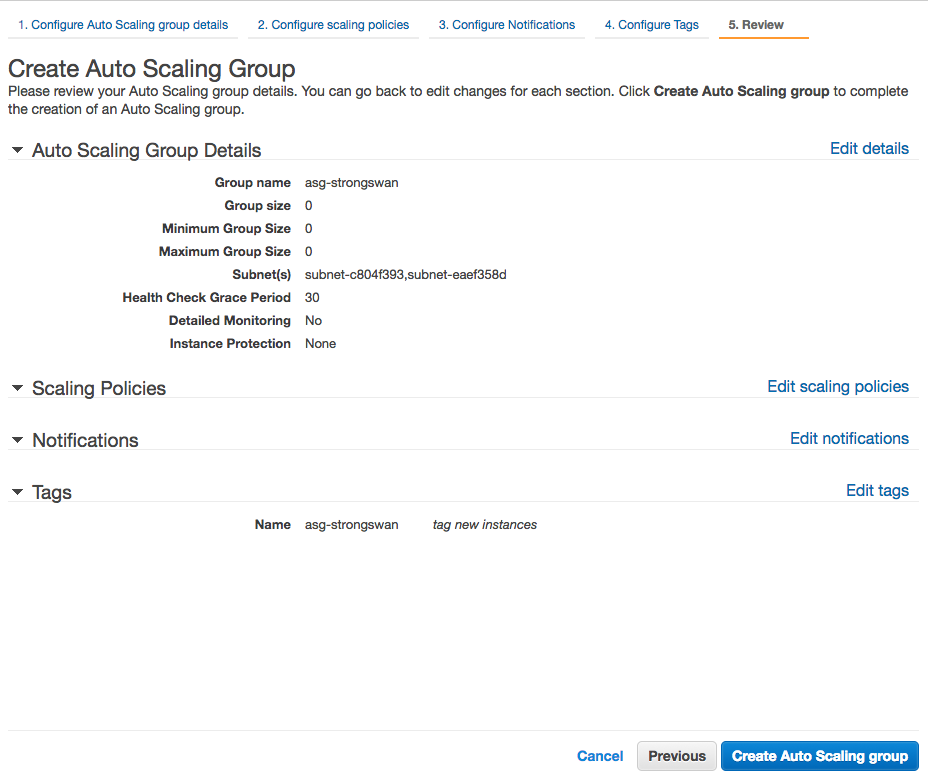 1. Configure Auto Scaling group details 2. Configure scaling policies 3. Configure Notifications 4. Configure Tags 5. Review
Create Auto Scaling Group
Please review your Auto Scaling group details. You can go back to edit changes for each section. Click Create Auto Scaling group to complete
the creation of an Auto Scaling group.
Auto Scaling Group Details Edit details
Group name asg-strongswan
Group size 0
Minimum Group Size 0
Maximum Group Size 0
Subnet(s) subnet-c804f393,subnet-eaef358d
Health Check Grace Period 30
Detailed Monitoring No
Instance Protection None
Scaling Policies Edit scaling policies
Notifications Edit notifications
Tags Edit tags
Name asg-strongswan tag new instances
Cancel Previous Create Auto Scaling group